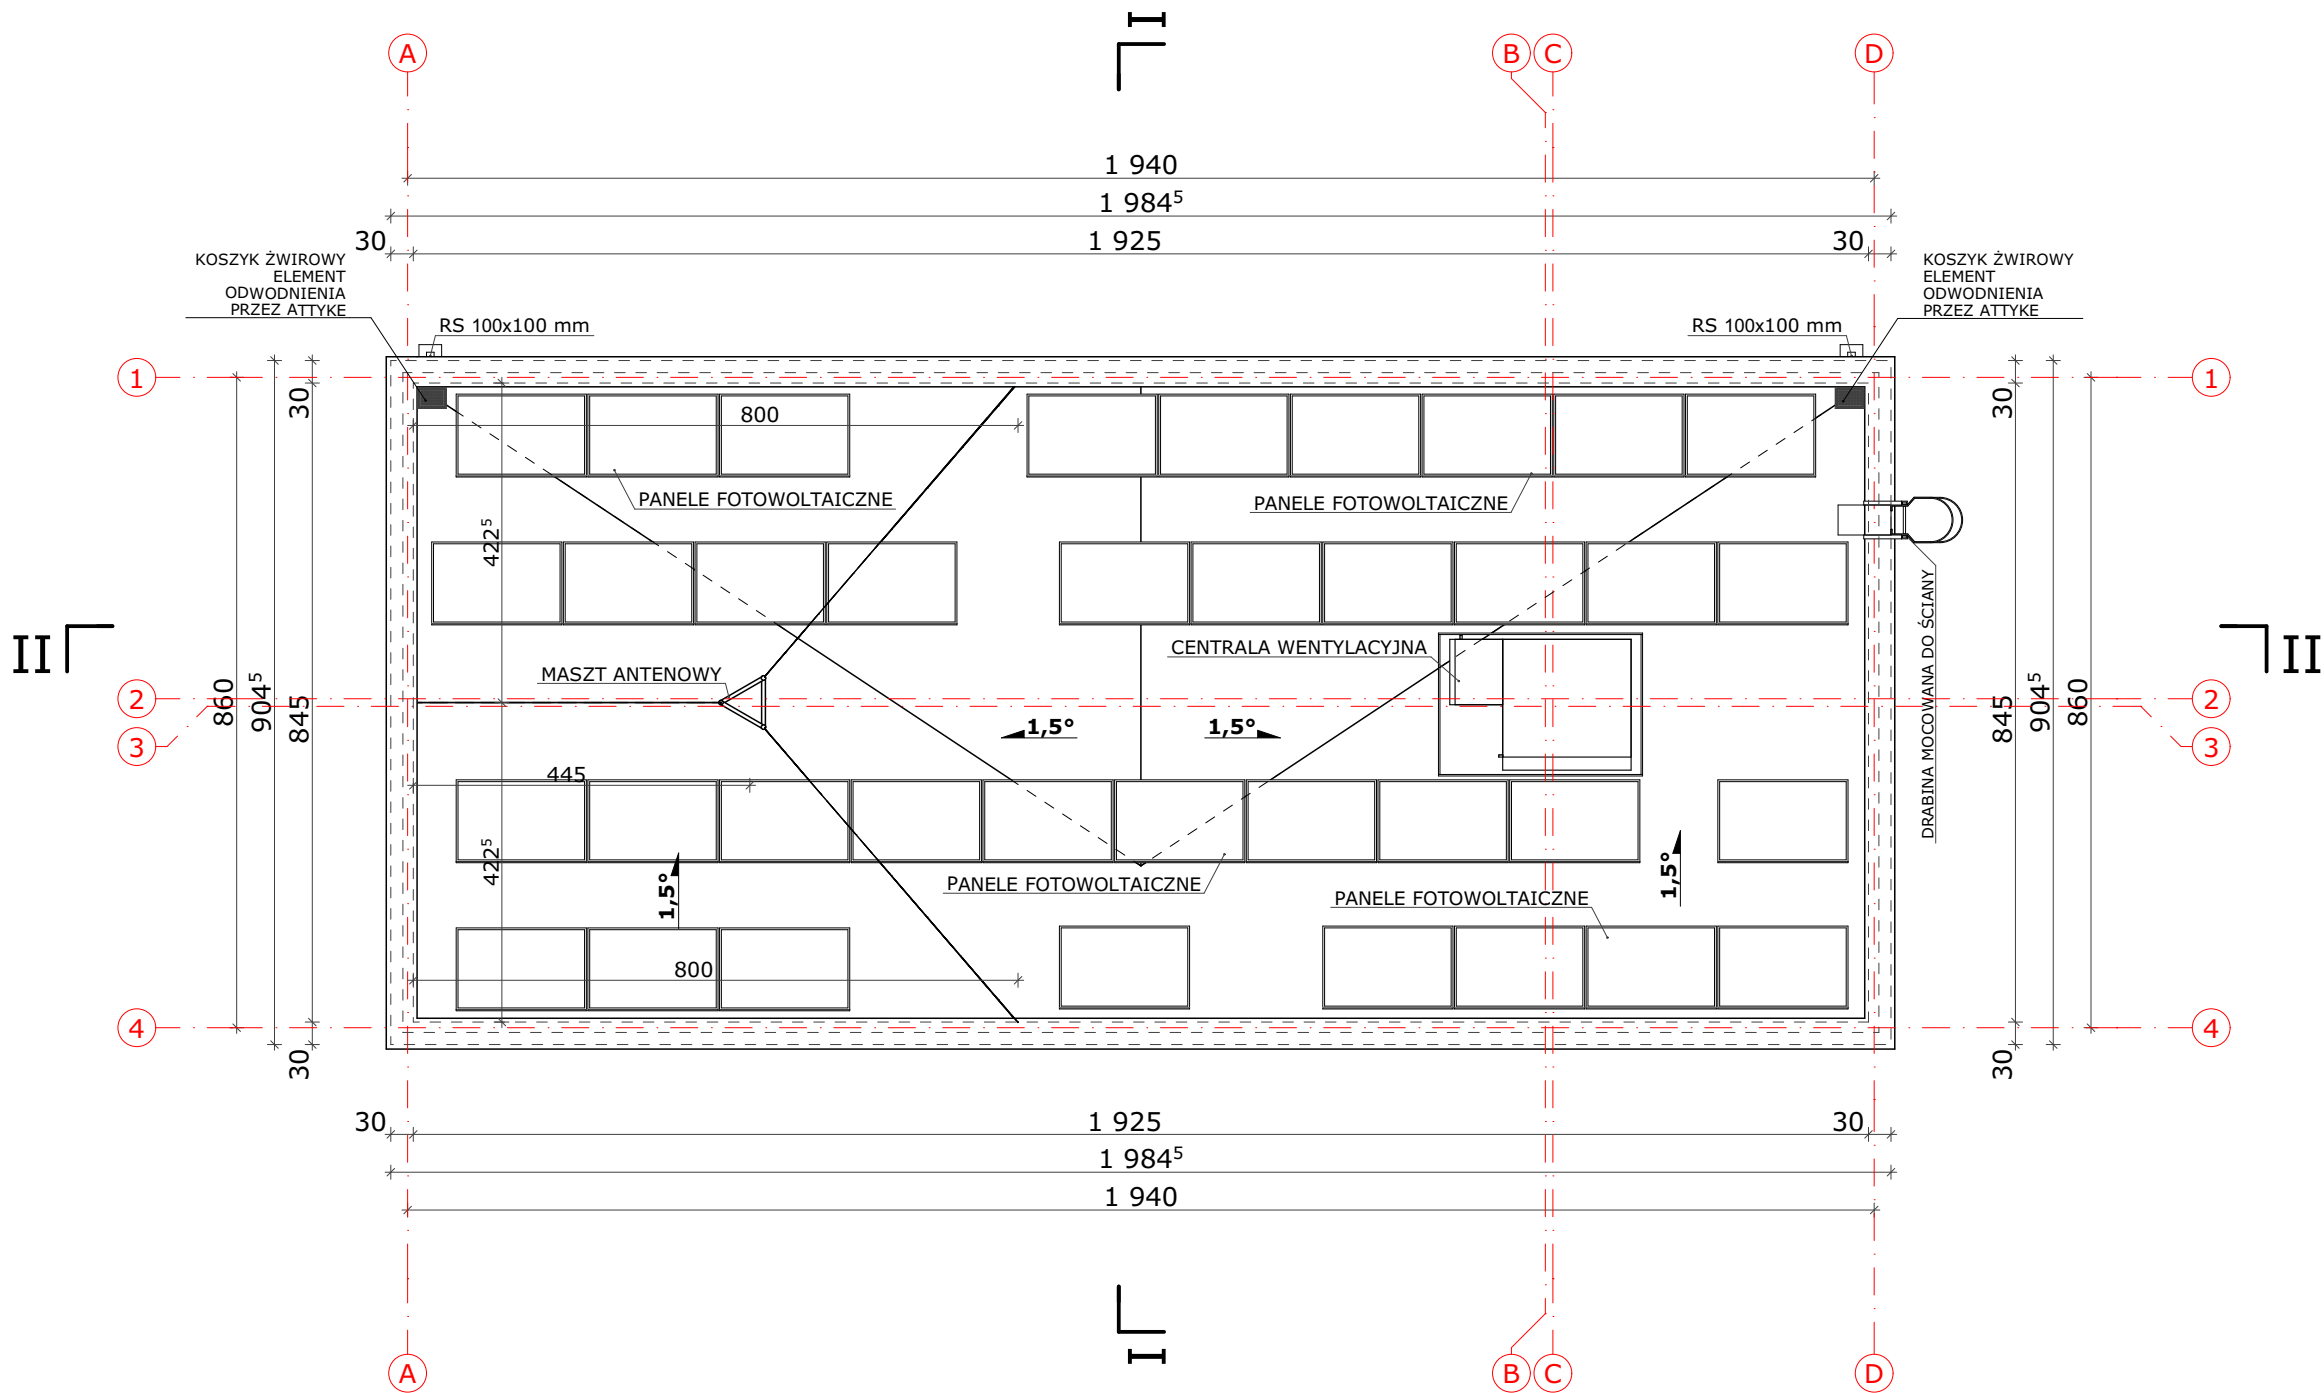 I
A
B
C
D
1 940
1 984⁵
30
1 925
30
KOSZYK ŻWIROWY
ELEMENT
ODWODNIENIA
PRZEZ ATTYKE
KOSZYK ŻWIROWY
ELEMENT
ODWODNIENIA
PRZEZ ATTYKE
RS 100x100 mm
RS 100x100 mm
1
1
30
30
800
PANELE FOTOWOLTAICZNE
PANELE FOTOWOLTAICZNE
422⁵
DRABINA MOCOWANA DO ŚCIANY
II
II
CENTRALA WENTYLACYJNA
MASZT ANTENOWY
2
2
860
904⁵
845
845
904⁵
860
3
3
1,5°
1,5°
445
422⁵
1,5°
1,5°
PANELE FOTOWOLTAICZNE
PANELE FOTOWOLTAICZNE
800
4
4
30
30
30
1 925
30
1 984⁵
1 940
I
A
B
C
D